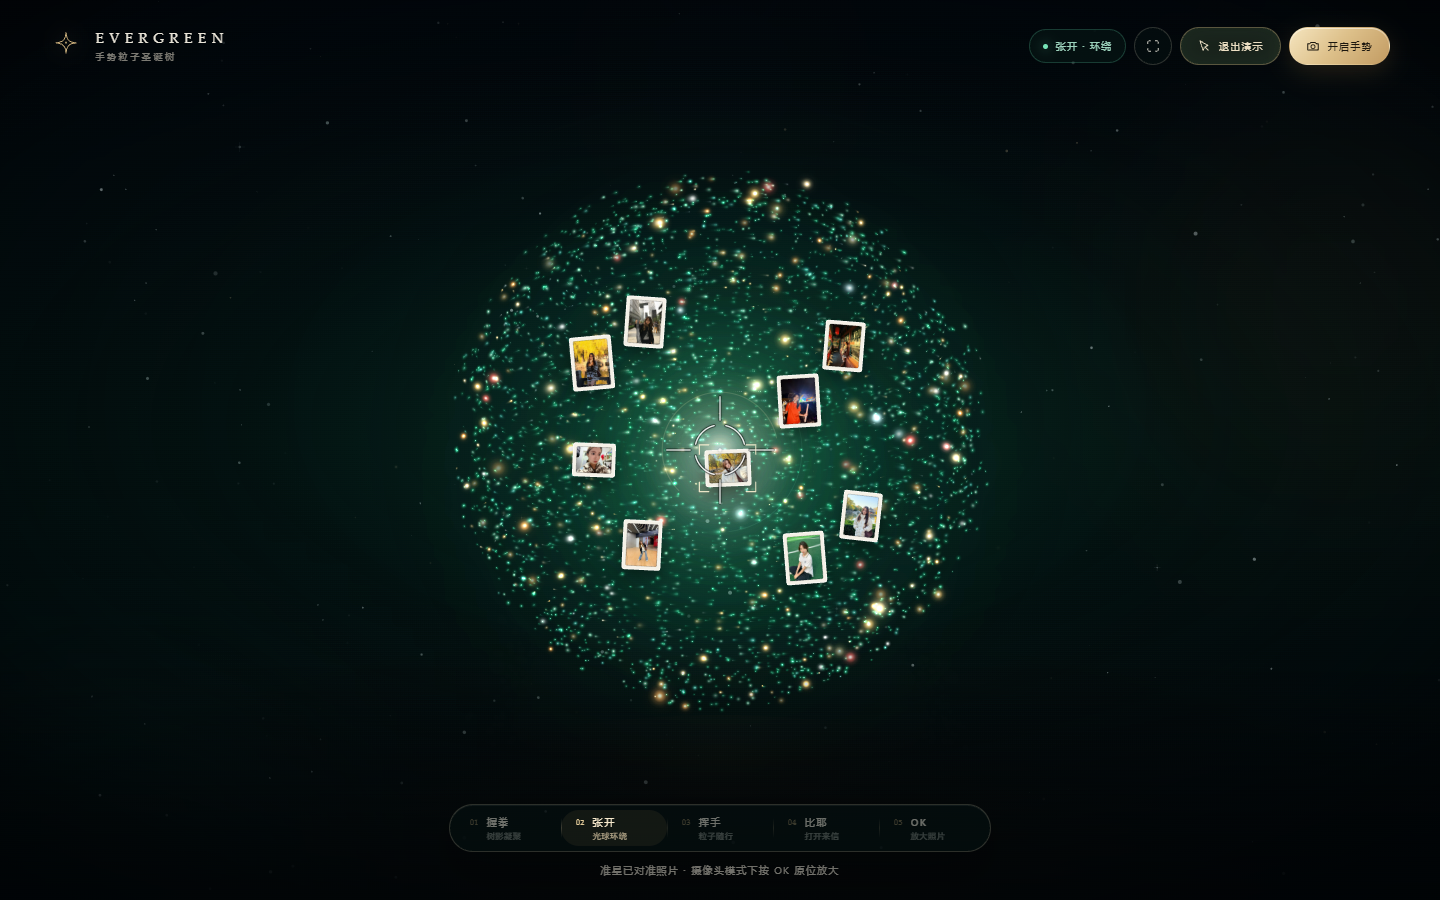 EVERGREEN
手势粒子圣诞树
张开 · 环绕
退出演示
开启手势
01 握拳
树影凝聚
02 张开
光球环绕
03 挥手
粒子随行
04 比耶
打开来信
05 OK
放大照片
准星已对准照片 · 摄像头模式下按 OK 原位放大